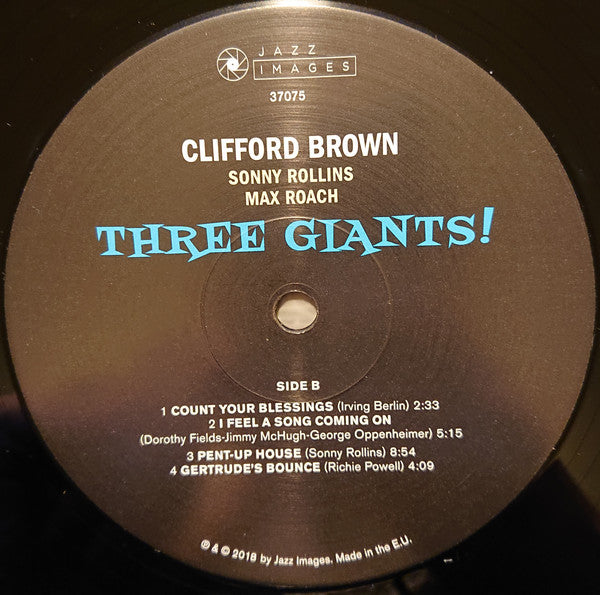 JAZZ
IMAGES
37075
CLIFFORD BROWN
SONNY ROLLINS
MAX ROACH
THREE GIANTS!
SIDE B
1 COUNT YOUR BLESSINGS (Irving Berlin) 2:33
2 I FEEL A SONG COMING ON
(Dorothy Fields-Jimmy McHugh-George Oppenheimer) 5:15
3 PENT-UP HOUSE (Sonny Rollins) 8:54
4 GERTRUDE'S BOUNCE (Richie Powell) 4:09
℗ & © 2018 by Jazz Images. Made in the E.U.